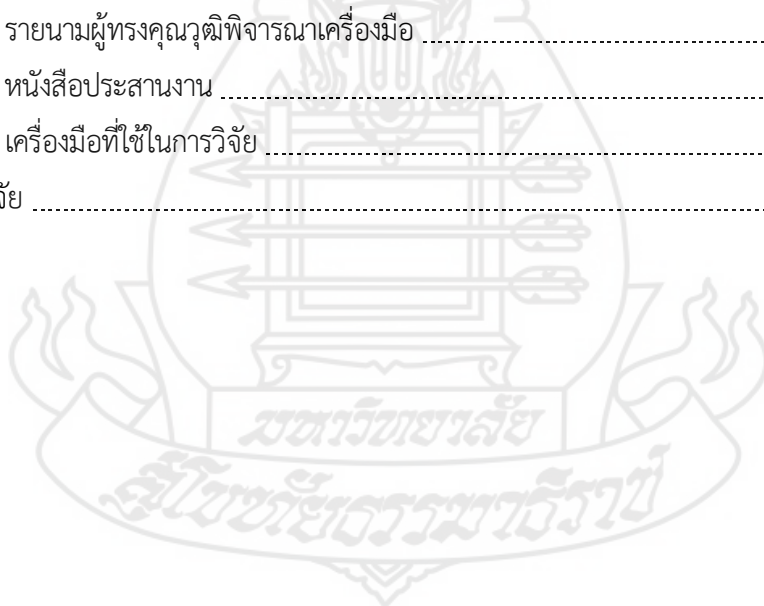 รายนามผู้ทรงคุณวุฒิพิจารณาเครื่องมือ
หนังสือประสานงาน
เครื่องมือที่ใช้ในการวิจัย
จัย
มหาวิทยาลัย
สุโขทัยธรรมาธิราช